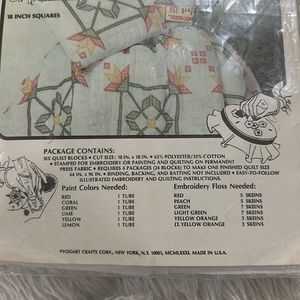 18 INCH SQUARES
PACKAGE CONTAINS:
SIX QUILT BLOCKS • CUT SIZE: 18 IN. x 18 IN. • 65% POLYESTER/35% COTTON
• STAMPED FOR EMBROIDERY OR PAINTING AND QUILTING ON PERMANENT
PRESS FABRIC • REQUIRES 4 PACKAGES (24 BLOCKS) TO MAKE ONE FINISHED QUILT SIZE
64 IN. x 96 IN. • BINDING, BACKING, AND BATTING NOT INCLUDED • EASY-TO-FOLLOW
ILLUSTRATED EMBROIDERY AND QUILTING INSTRUCTIONS.
Paint Colors Needed:
RED 1 TUBE
CORAL 1 TUBE
GREEN 1 TUBE
LIME 1 TUBE
YELLOW 1 TUBE
LEMON 1 TUBE
Embroidery Floss Needed:
RED 7 SKEINS
PEACH 5 SKEINS
GREEN 7 SKEINS
LIGHT GREEN 7 SKEINS
YELLOW ORANGE 3 SKEINS
LT. YELLOW ORANGE 3 SKEINS
©VOGART CRAFTS CORP., NEW YORK, N.Y. 10001, MCMLXXXI. MADE IN U.S.A.